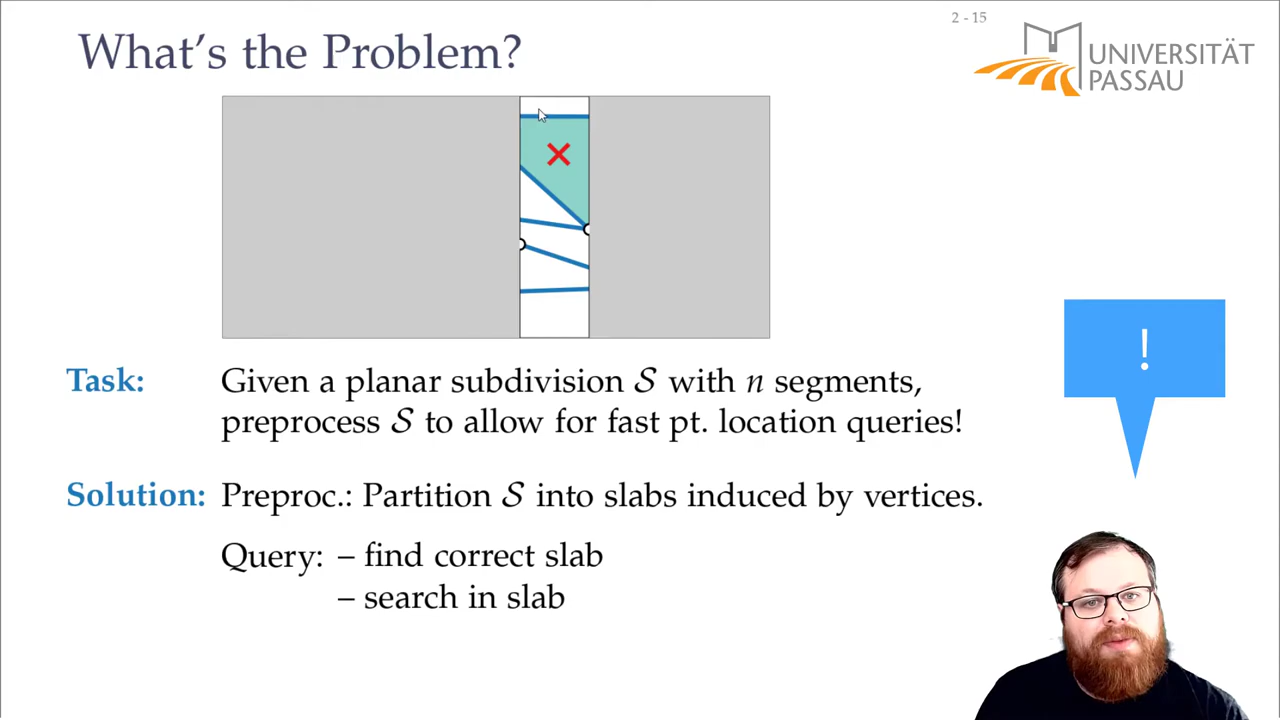 2 - 15
What's the Problem?
UNIVERSITÄT
PASSAU
Task: Given a planar subdivision 𝒮 with n segments,
preprocess 𝒮 to allow for fast pt. location queries!
!
Solution: Preproc.: Partition 𝒮 into slabs induced by vertices.
Query: – find correct slab
– search in slab